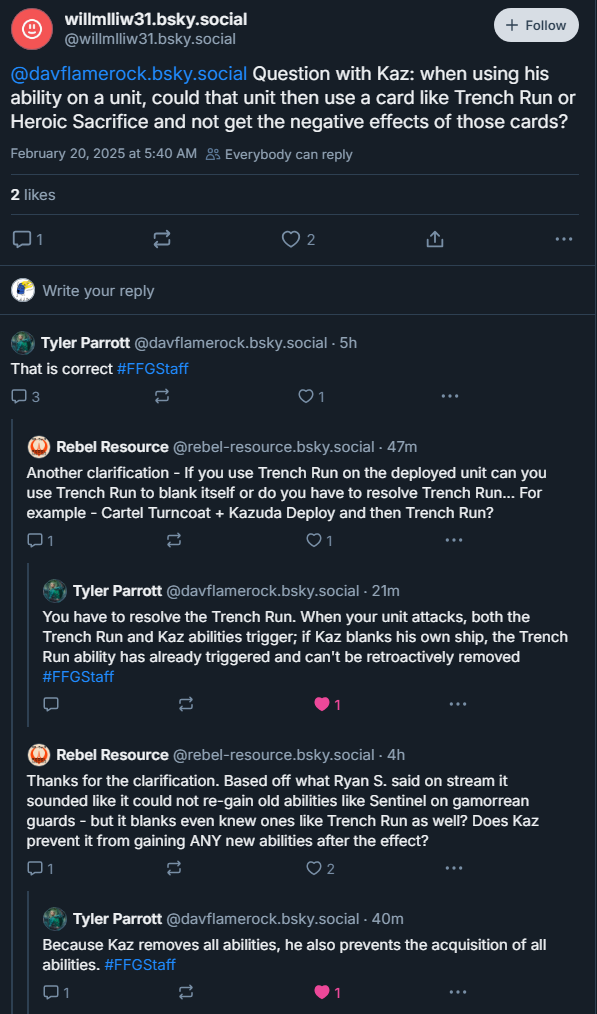 willmlliw31.bsky.social
@willmlliw31.bsky.social
+ Follow
@davflamerock.bsky.social Question with Kaz: when using his
ability on a unit, could that unit then use a card like Trench Run or
Heroic Sacrifice and not get the negative effects of those cards?
February 20, 2025 at 5:40 AM Everybody can reply
2 likes
1 2
Write your reply
Tyler Parrott @davflamerock.bsky.social · 5h
That is correct #FFGStaff
3 1
Rebel Resource @rebel-resource.bsky.social · 47m
Another clarification - If you use Trench Run on the deployed unit can you
use Trench Run to blank itself or do you have to resolve Trench Run... For
example - Cartel Turncoat + Kazuda Deploy and then Trench Run?
1 1
Tyler Parrott @davflamerock.bsky.social · 21m
You have to resolve the Trench Run. When your unit attacks, both the
Trench Run and Kaz abilities trigger; if Kaz blanks his own ship, the Trench
Run ability has already triggered and can't be retroactively removed
#FFGStaff
1
Rebel Resource @rebel-resource.bsky.social · 4h
Thanks for the clarification. Based off what Ryan S. said on stream it
sounded like it could not re-gain old abilities like Sentinel on gamorrean
guards - but it blanks even knew ones like Trench Run as well? Does Kaz
prevent it from gaining ANY new abilities after the effect?
1 2
Tyler Parrott @davflamerock.bsky.social · 40m
Because Kaz removes all abilities, he also prevents the acquisition of all
abilities. #FFGStaff
1 1